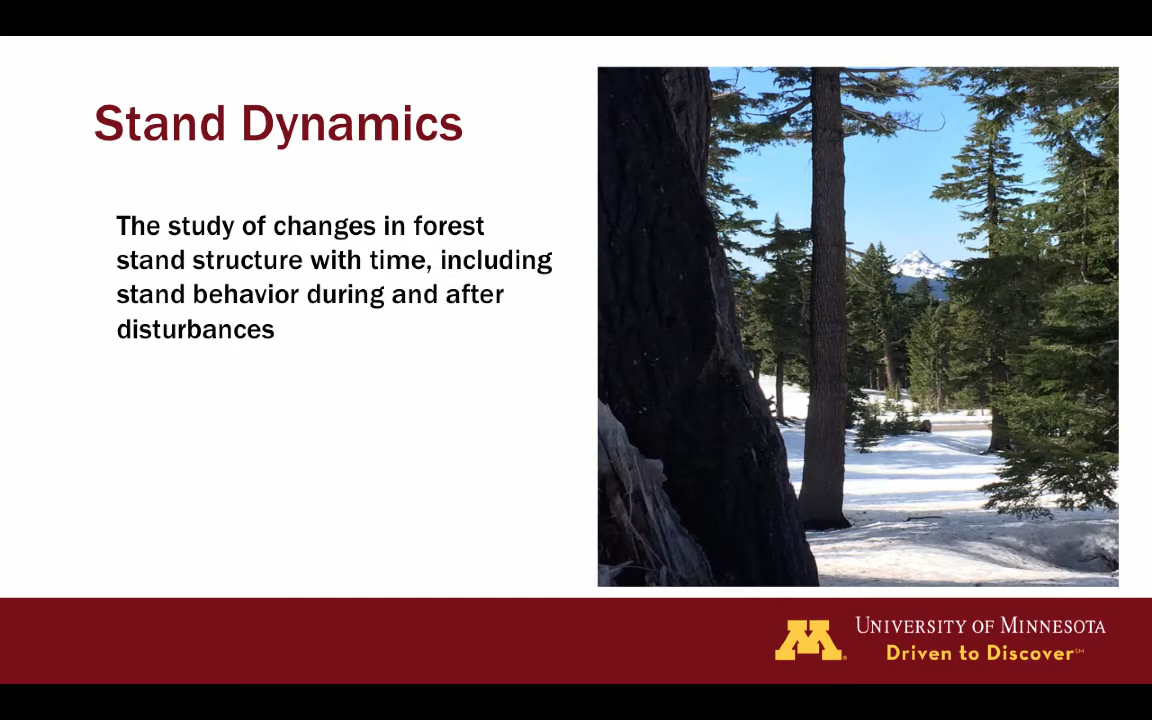 Stand Dynamics
The study of changes in forest
stand structure with time, including
stand behavior during and after
disturbances
M
UNIVERSITY OF MINNESOTA
Driven to Discover℠